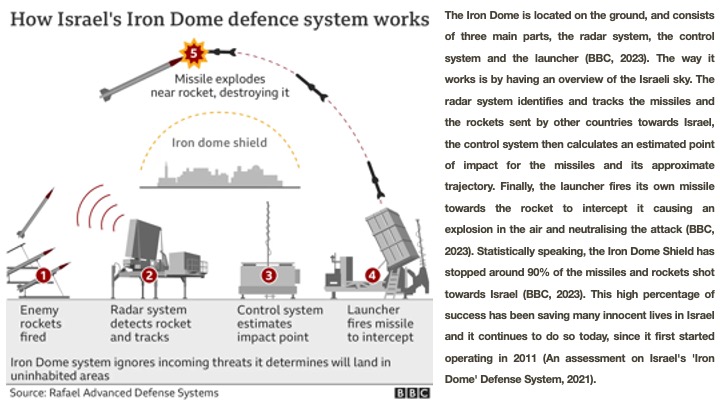 How Israel's Iron Dome defence system works
5
Missile explodes
near rocket, destroying it
Iron dome shield
1
2
3
4
Enemy
rockets
fired
Radar system
detects rocket
and tracks
Control system
estimates
impact point
Launcher
fires missile
to intercept
Iron Dome system ignores incoming threats it determines will land in
uninhabited areas
Source: Rafael Advanced Defense Systems
BBC
The Iron Dome is located on the ground, and consists
of three main parts, the radar system, the control
system and the launcher (BBC, 2023). The way it
works is by having an overview of the Israeli sky. The
radar system identifies and tracks the missiles and
the rockets sent by other countries towards Israel,
the control system then calculates an estimated point
of impact for the missiles and its approximate
trajectory. Finally, the launcher fires its own missile
towards the rocket to intercept it causing an
explosion in the air and neutralising the attack (BBC,
2023). Statistically speaking, the Iron Dome Shield has
stopped around 90% of the missiles and rockets shot
towards Israel (BBC, 2023). This high percentage of
success has been saving many innocent lives in Israel
and it continues to do so today, since it first started
operating in 2011 (An assessment on Israel's 'Iron
Dome' Defense System, 2021).